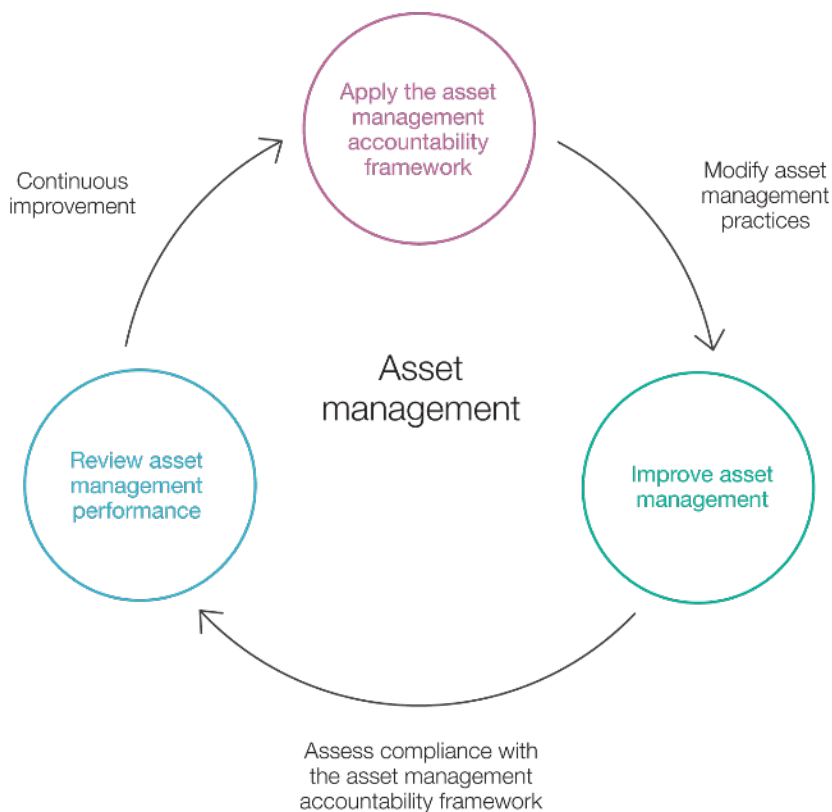 Apply the asset
management
accountability
framework
Continuous
improvement
Modify asset
management
practices
Asset
management
Review asset
management
performance
Improve asset
management
Assess compliance with
the asset management
accountability framework